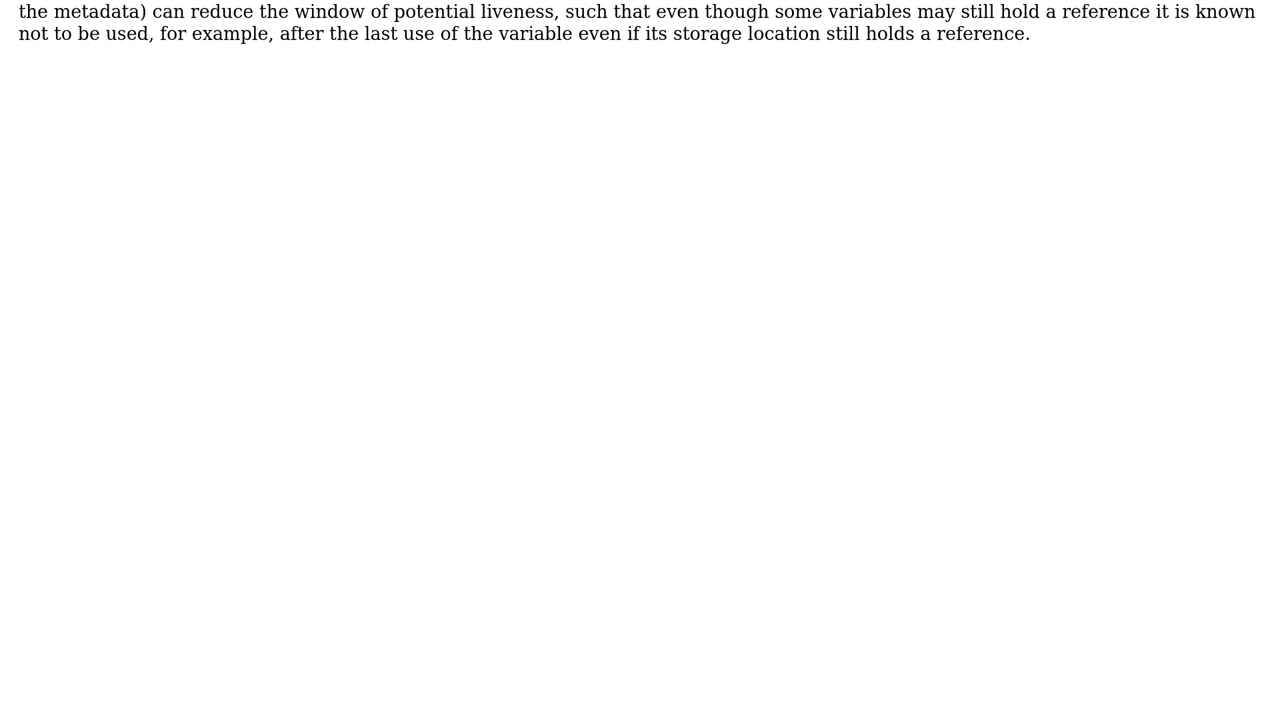 the metadata) can reduce the window of potential liveness, such that even though some variables may still hold a reference it is known
not to be used, for example, after the last use of the variable even if its storage location still holds a reference.